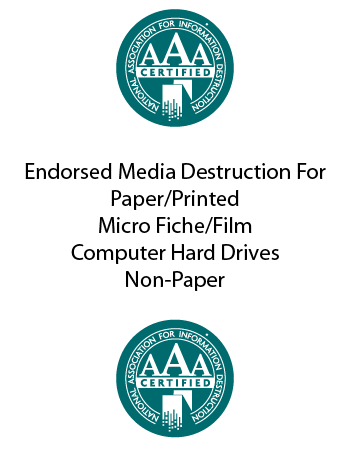 NATIONAL ASSOCIATION FOR INFORMATION DESTRUCTION
AAA
CERTIFIED
Endorsed Media Destruction For
Paper/Printed
Micro Fiche/Film
Computer Hard Drives
Non-Paper
NATIONAL ASSOCIATION FOR INFORMATION DESTRUCTION
AAA
CERTIFIED